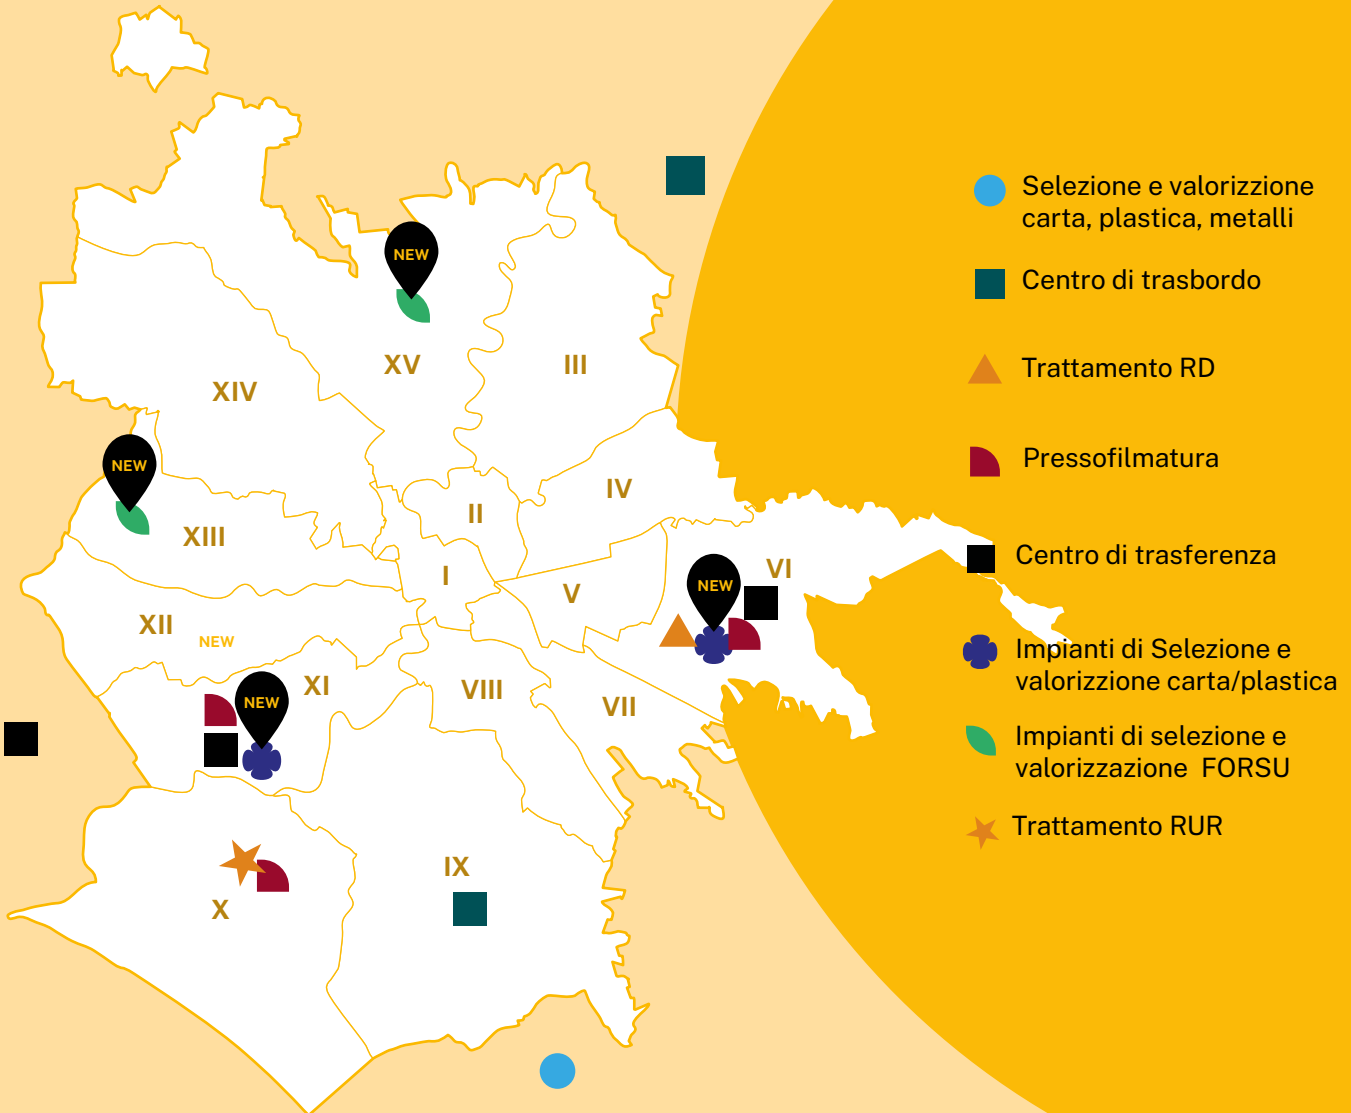 NEW
XV
III
XIV
NEW
IV
II
XIII
I
VI
NEW
V
XII
NEW
XI
VIII
NEW
VII
IX
X
Selezione e valorizzione
carta, plastica, metalli
Centro di trasbordo
Trattamento RD
Pressofilmatura
Centro di trasferenza
Impianti di Selezione e
valorizzione carta/plastica
Impianti di selezione e
valorizzazione FORSU
Trattamento RUR